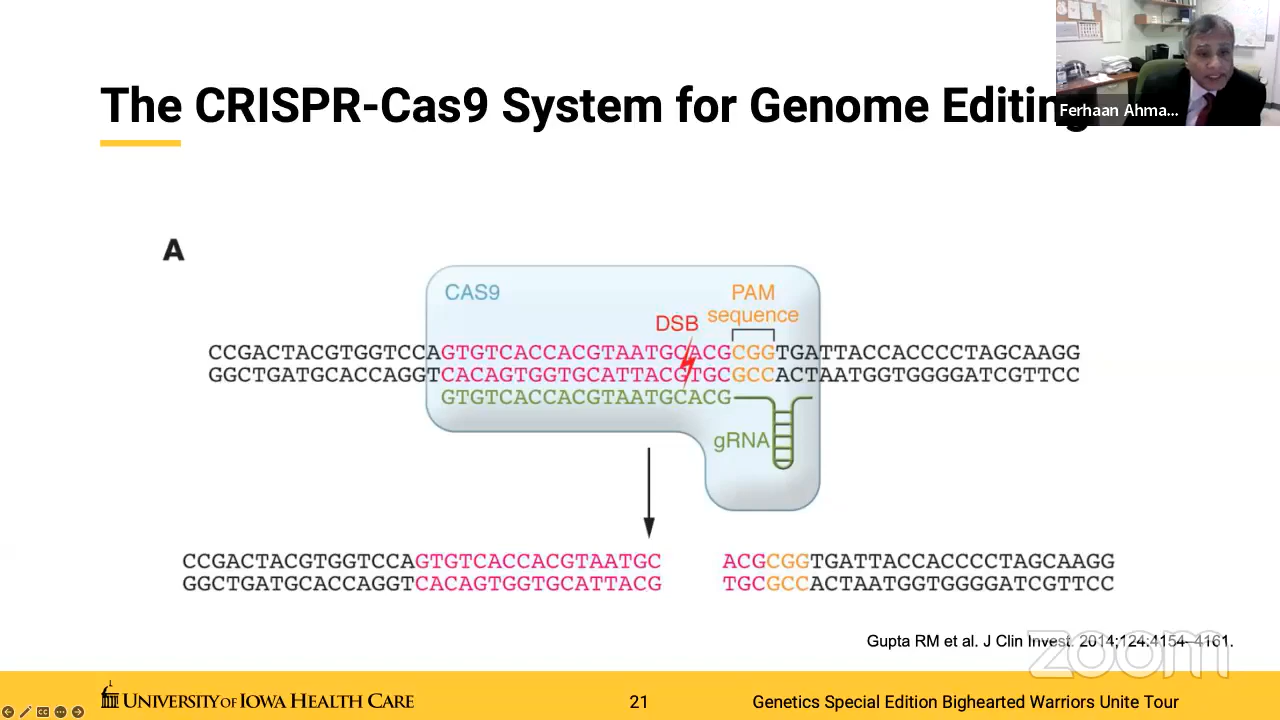 The CRISPR-Cas9 System for Genome Editing
Ferhaan Ahma...
A
CAS9
PAM
sequence
DSB
CCGACTACGTGGTCCAGTGTCACCACGTAATGCACGCGGTGATTACCACCCCTAGCAAGG
GGCTGATGCACCAGGTCACAGTGGTGCATTACGTGCGCCACTAATGGTGGGGATCGTTCC
GTGTCACCACGTAATGCACG
gRNA
CCGACTACGTGGTCCAGTGTCACCACGTAATGC ACGCGGTGATTACCACCCCTAGCAAGG
GGCTGATGCACCAGGTCACAGTGGTGCATTACG TGCGCCACTAATGGTGGGGATCGTTCC
Gupta RM et al. J Clin Invest. 2014;124:4154-4161.
zoom
UNIVERSITY OF IOWA HEALTH CARE
21
Genetics Special Edition Bighearted Warriors Unite Tour